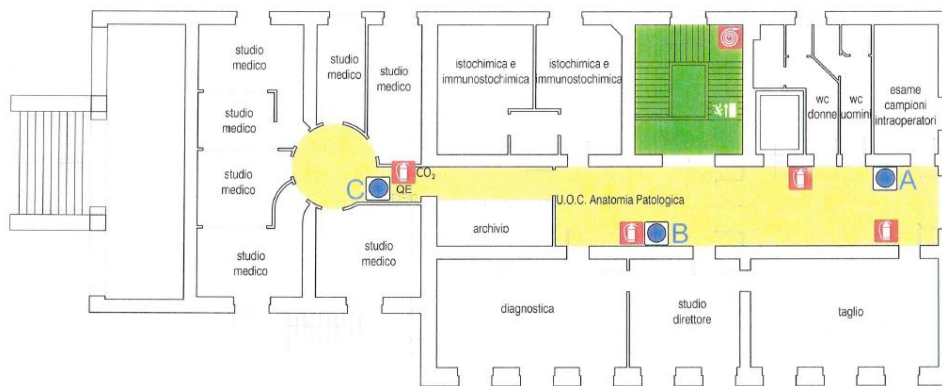 studio
medico
studio
medico
studio
medico
istochimica e
immunostochimica
istochimica e
immunostochimica
wc
donne
wc
uomini
esame
campioni
intraoperatori
studio
medico
studio
medico
studio
medico
studio
medico
CO2
QE
C
A
U.O.C. Anatomia Patologica
archivio
B
diagnostica
studio
direttore
taglio